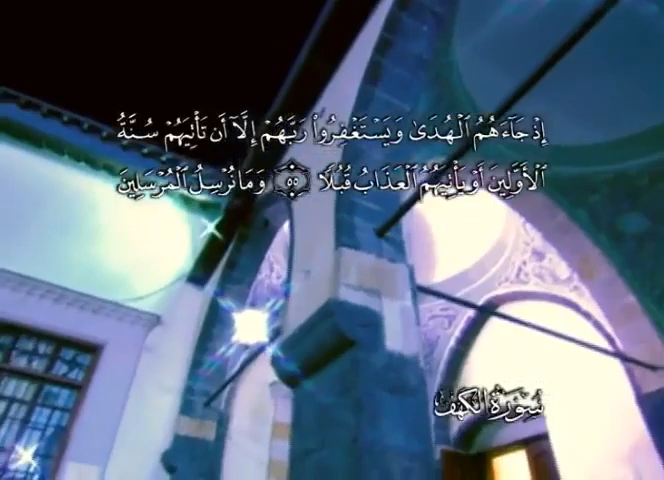 إِذْ جَآءَهُمُ ٱلْهُدَىٰ وَيَسْتَغْفِرُوا۟ رَبَّهُمْ إِلَّآ أَن تَأْتِيَهُمْ سُنَّةُ
ٱلْأَوَّلِينَ أَوْ يَأْتِيَهُمُ ٱلْعَذَابُ قُبُلًا ٥٥ وَمَا نُرْسِلُ ٱلْمُرْسَلِينَ
سُورَةُ الكَهْف